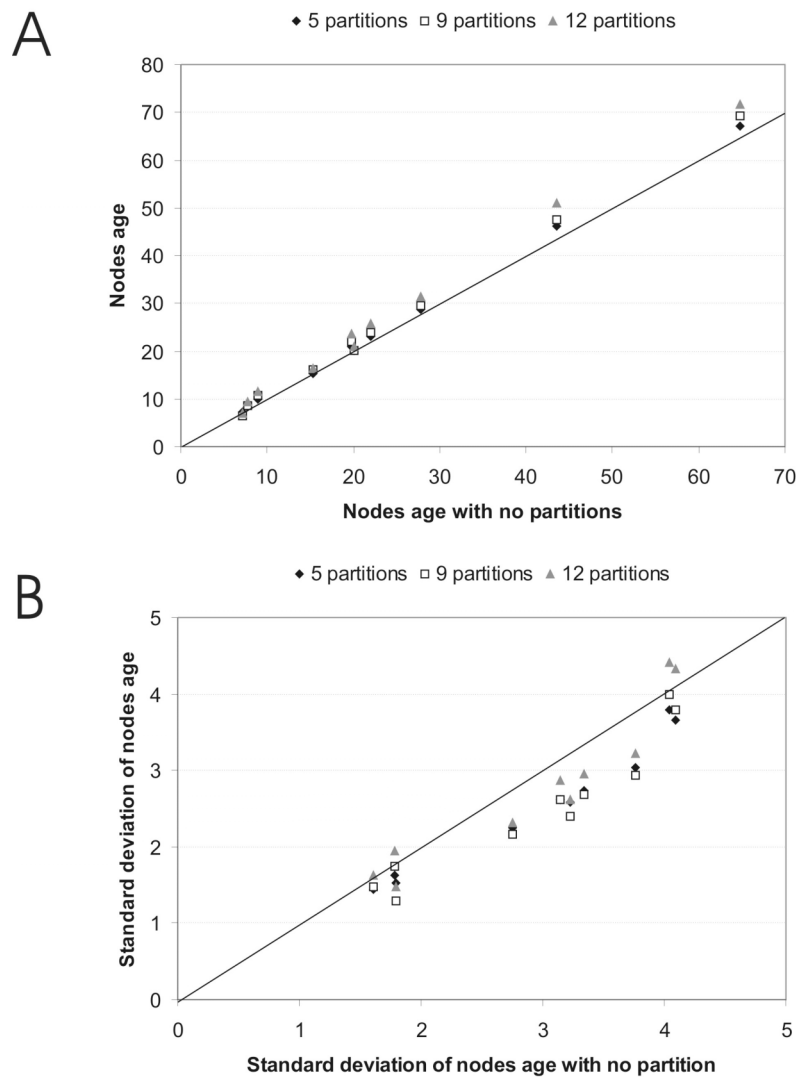 A
5 partitions 9 partitions 12 partitions
80
70
60
50
40
30
20
10
0
Nodes age
0 10 20 30 40 50 60 70
Nodes age with no partitions
B
5 partitions 9 partitions 12 partitions
5
4
3
2
1
0
Standard deviation of nodes age
0 1 2 3 4 5
Standard deviation of nodes age with no partition